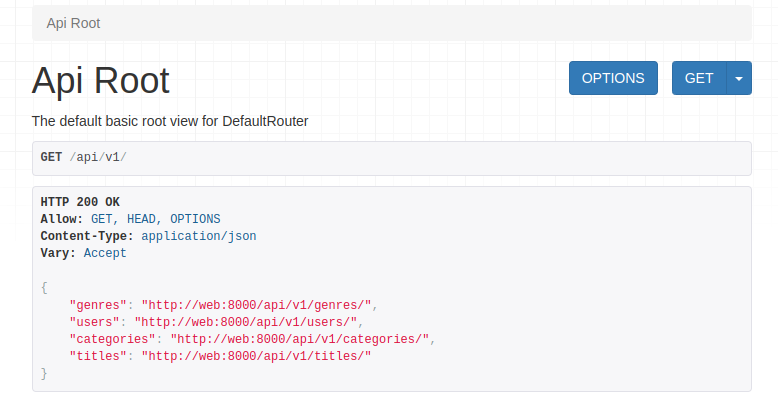 Api Root
Api Root
OPTIONS GET
The default basic root view for DefaultRouter
GET /api/v1/
HTTP 200 OK
Allow: GET, HEAD, OPTIONS
Content-Type: application/json
Vary: Accept
{
    "genres": "http://web:8000/api/v1/genres/",
    "users": "http://web:8000/api/v1/users/",
    "categories": "http://web:8000/api/v1/categories/",
    "titles": "http://web:8000/api/v1/titles/"
}